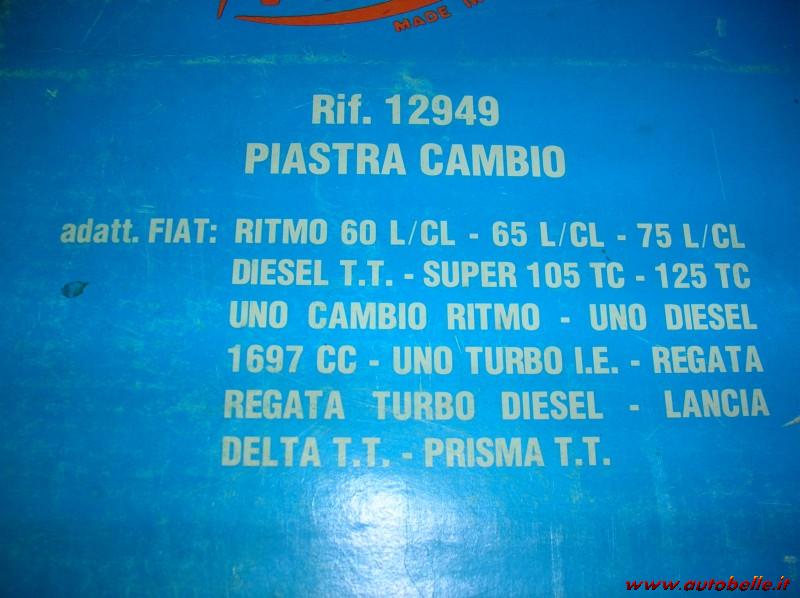 MADE IN
Rif. 12949
PIASTRA CAMBIO
adatt. FIAT: RITMO 60 L/CL - 65 L/CL - 75 L/CL
DIESEL T.T. - SUPER 105 TC - 125 TC
UNO CAMBIO RITMO - UNO DIESEL
1697 CC - UNO TURBO I.E. - REGATA
REGATA TURBO DIESEL - LANCIA
DELTA T.T. - PRISMA T.T.
www.autobelle.it